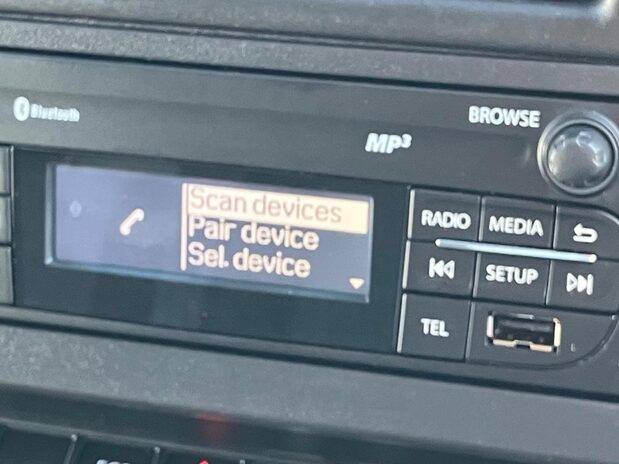 Bluetooth
BROWSE
MP3
Scan devices
Pair device
Sel. device
RADIO
MEDIA
SETUP
TEL